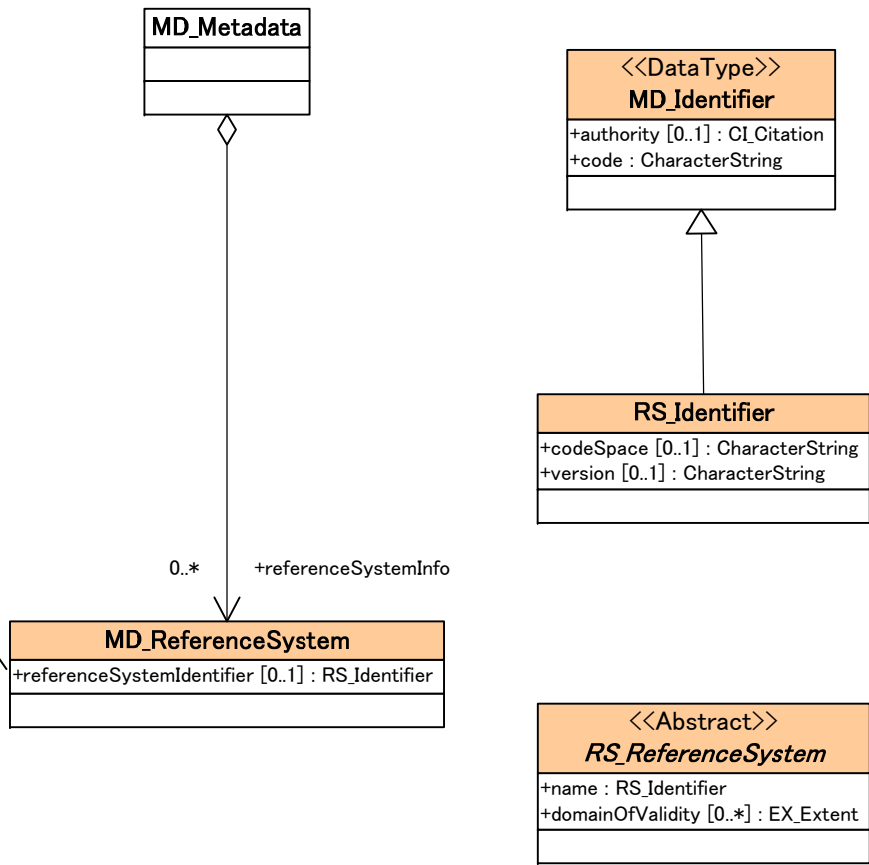 MD_Metadata
<<DataType>>
MD_Identifier
+authority [0..1] : CI_Citation
+code : CharacterString
RS_Identifier
+codeSpace [0..1] : CharacterString
+version [0..1] : CharacterString
0..* +referenceSystemInfo
MD_ReferenceSystem
+referenceSystemIdentifier [0..1] : RS_Identifier
<<Abstract>>
RS_ReferenceSystem
+name : RS_Identifier
+domainOfValidity [0..*] : EX_Extent